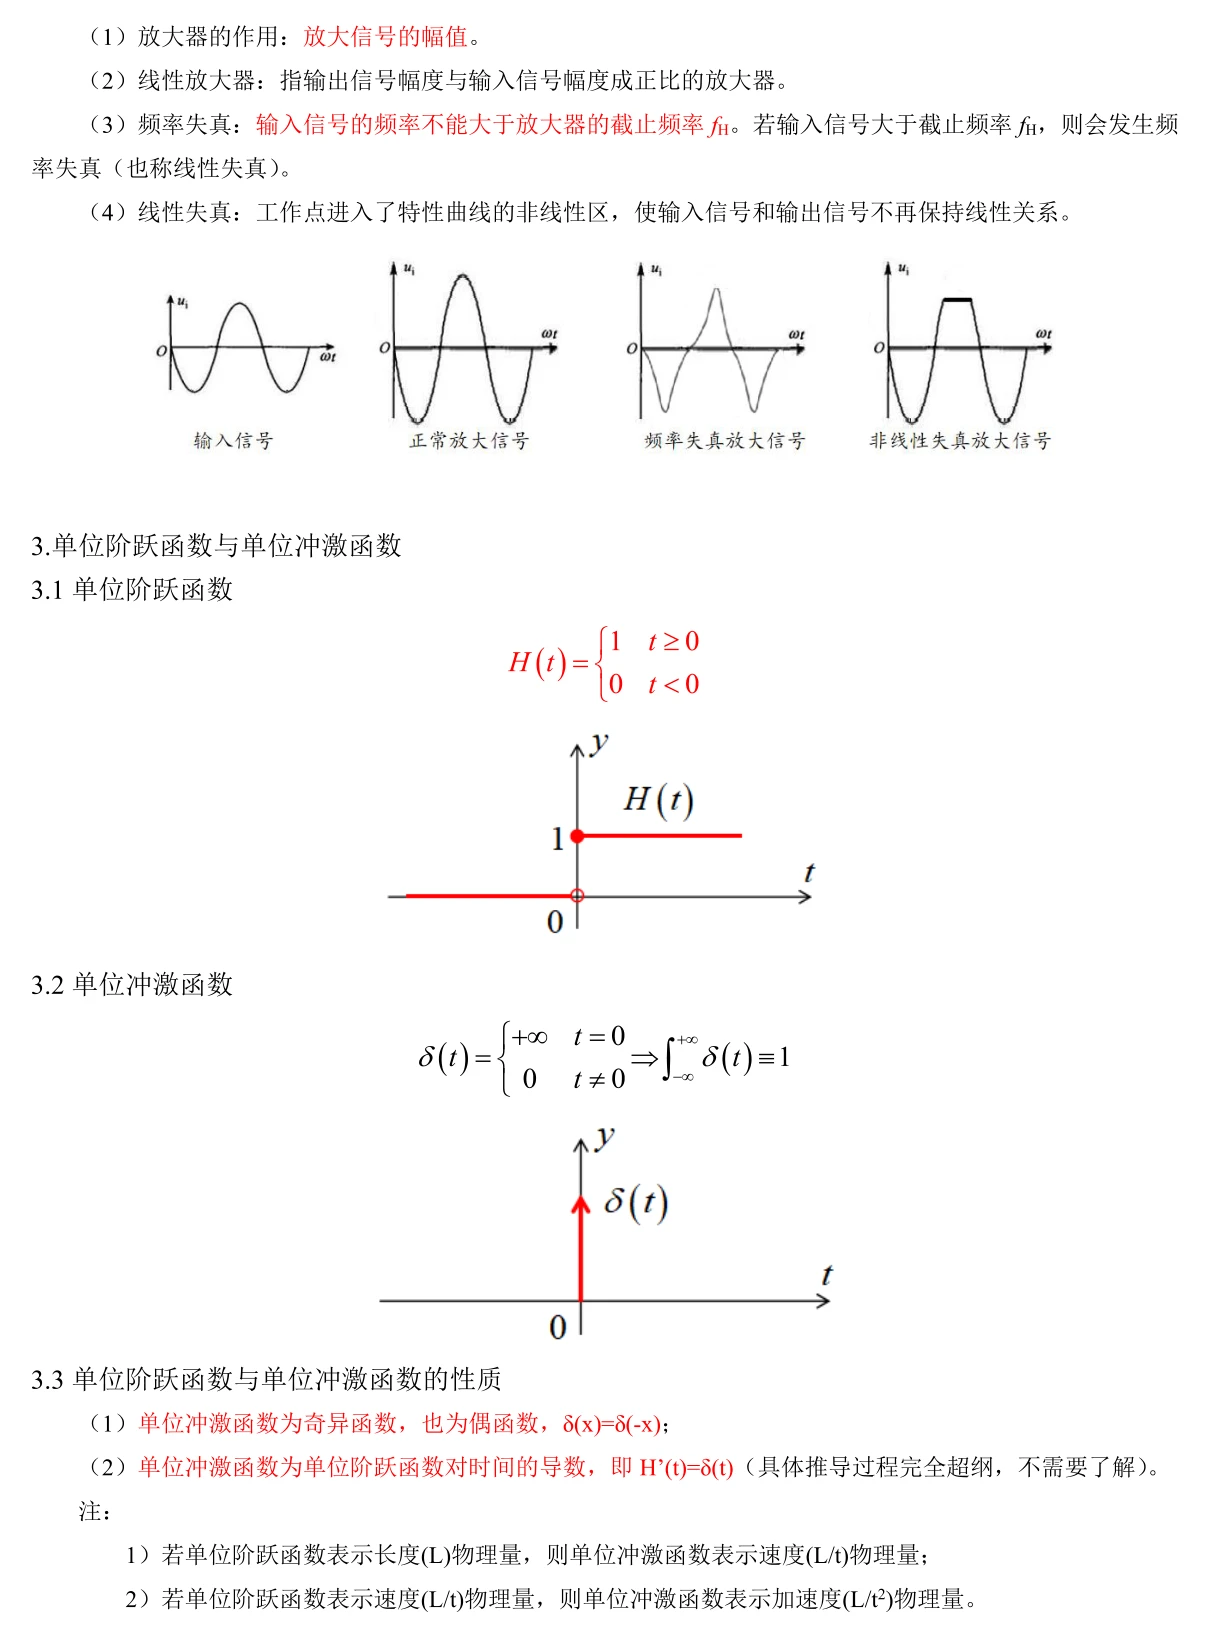 （1）放大器的作用：放大信号的幅值。
（2）线性放大器：指输出信号幅度与输入信号幅度成正比的放大器。
（3）频率失真：输入信号的频率不能大于放大器的截止频率 fH。若输入信号大于截止频率 fH，则会发生频
率失真（也称线性失真）。
（4）线性失真：工作点进入了特性曲线的非线性区，使输入信号和输出信号不再保持线性关系。
ui O ωt
ui O ωt
ui O ωt
ui O ωt
输入信号 正常放大信号 频率失真放大信号 非线性失真放大信号
3.单位阶跃函数与单位冲激函数
3.1 单位阶跃函数
H(t)={1 t≥0
0 t<0
y
H(t)
1
t
0
3.2 单位冲激函数
δ(t)={+∞ t=0
0 t≠0 ⇒∫_{-∞}^{+∞}δ(t)≡1
y
δ(t)
t
0
3.3 单位阶跃函数与单位冲激函数的性质
（1）单位冲激函数为奇异函数，也为偶函数，δ(x)=δ(-x)；
（2）单位冲激函数为单位阶跃函数对时间的导数，即 H’(t)=δ(t)（具体推导过程完全超纲，不需要了解）。
注：
1）若单位阶跃函数表示长度(L)物理量，则单位冲激函数表示速度(L/t)物理量；
2）若单位阶跃函数表示速度(L/t)物理量，则单位冲激函数表示加速度(L/t²)物理量。